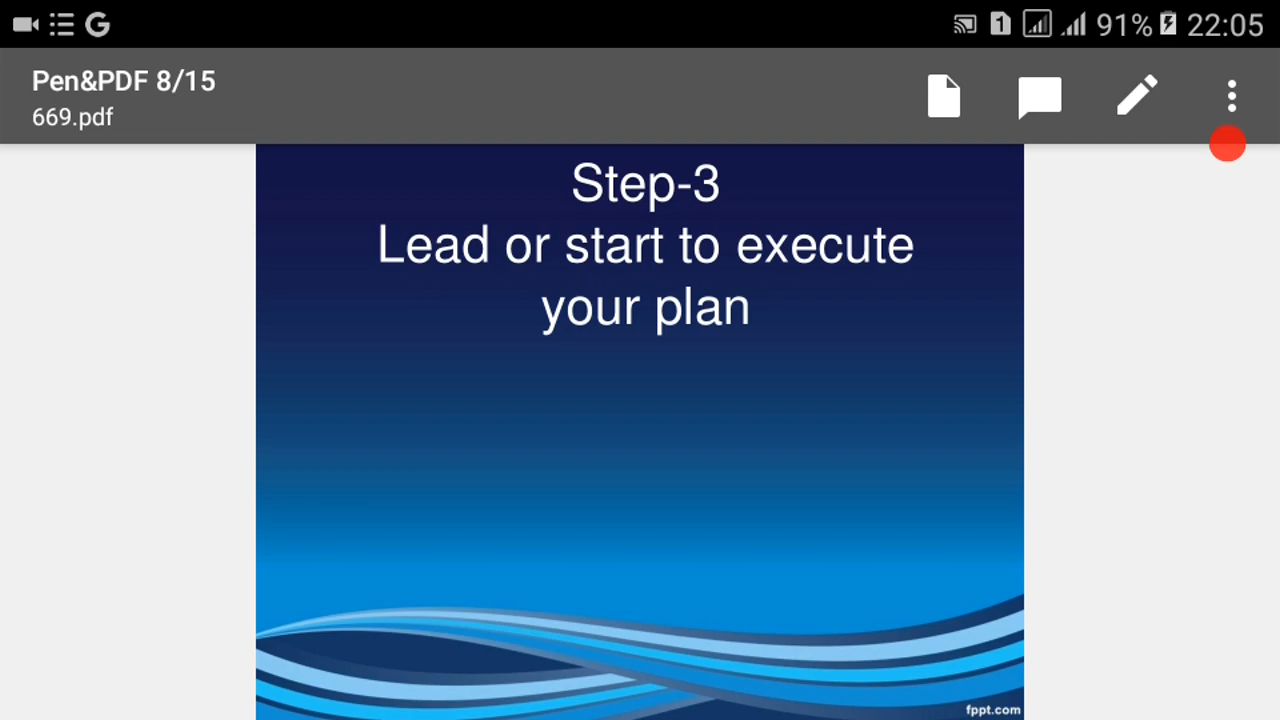 1 91% 22:05
Pen&PDF 8/15
669.pdf
Step-3
Lead or start to execute
your plan
fppt.com